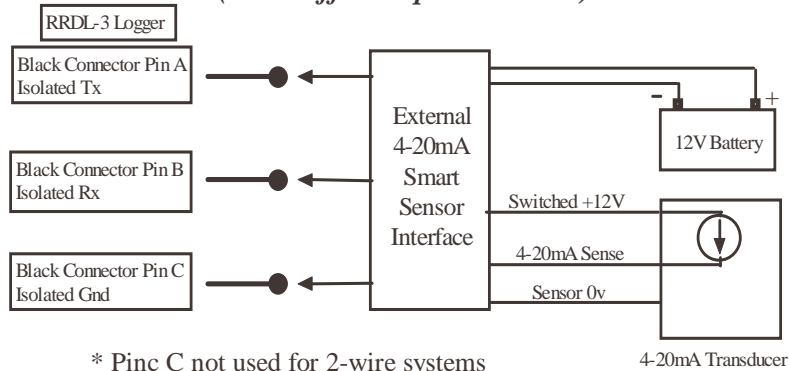 RRDL-3 Logger
Black Connector Pin A
Isolated Tx
Black Connector Pin B
Isolated Rx
Black Connector Pin C
Isolated Gnd
External
4-20mA
Smart
Sensor
Interface
-
+
12V Battery
Switched +12V
4-20mA Sense
Sensor 0v
4-20mA Transducer
* Pinc C not used for 2-wire systems